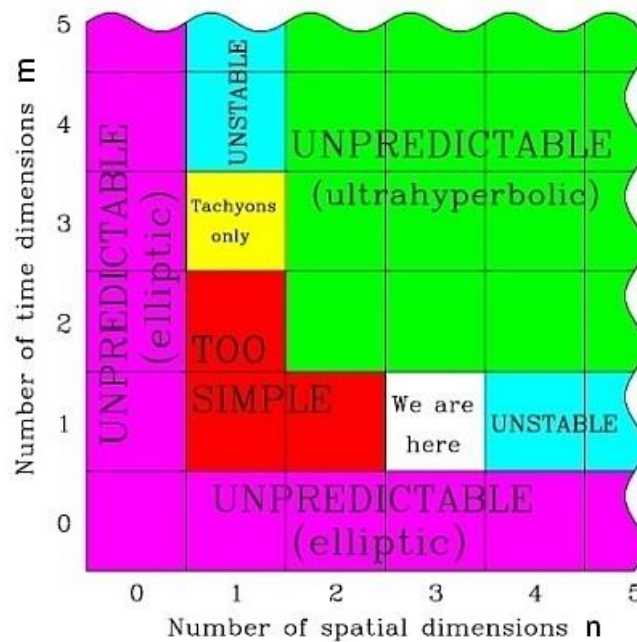 5
4
3
2
1
0
Number of time dimensions m
UNPREDICTABLE
(elliptic)
UNSTABLE
UNPREDICTABLE
(ultrahyperbolic)
Tachyons
only
TOO
SIMPLE
We are
here
UNSTABLE
UNPREDICTABLE
(elliptic)
0 1 2 3 4 5
Number of spatial dimensions n